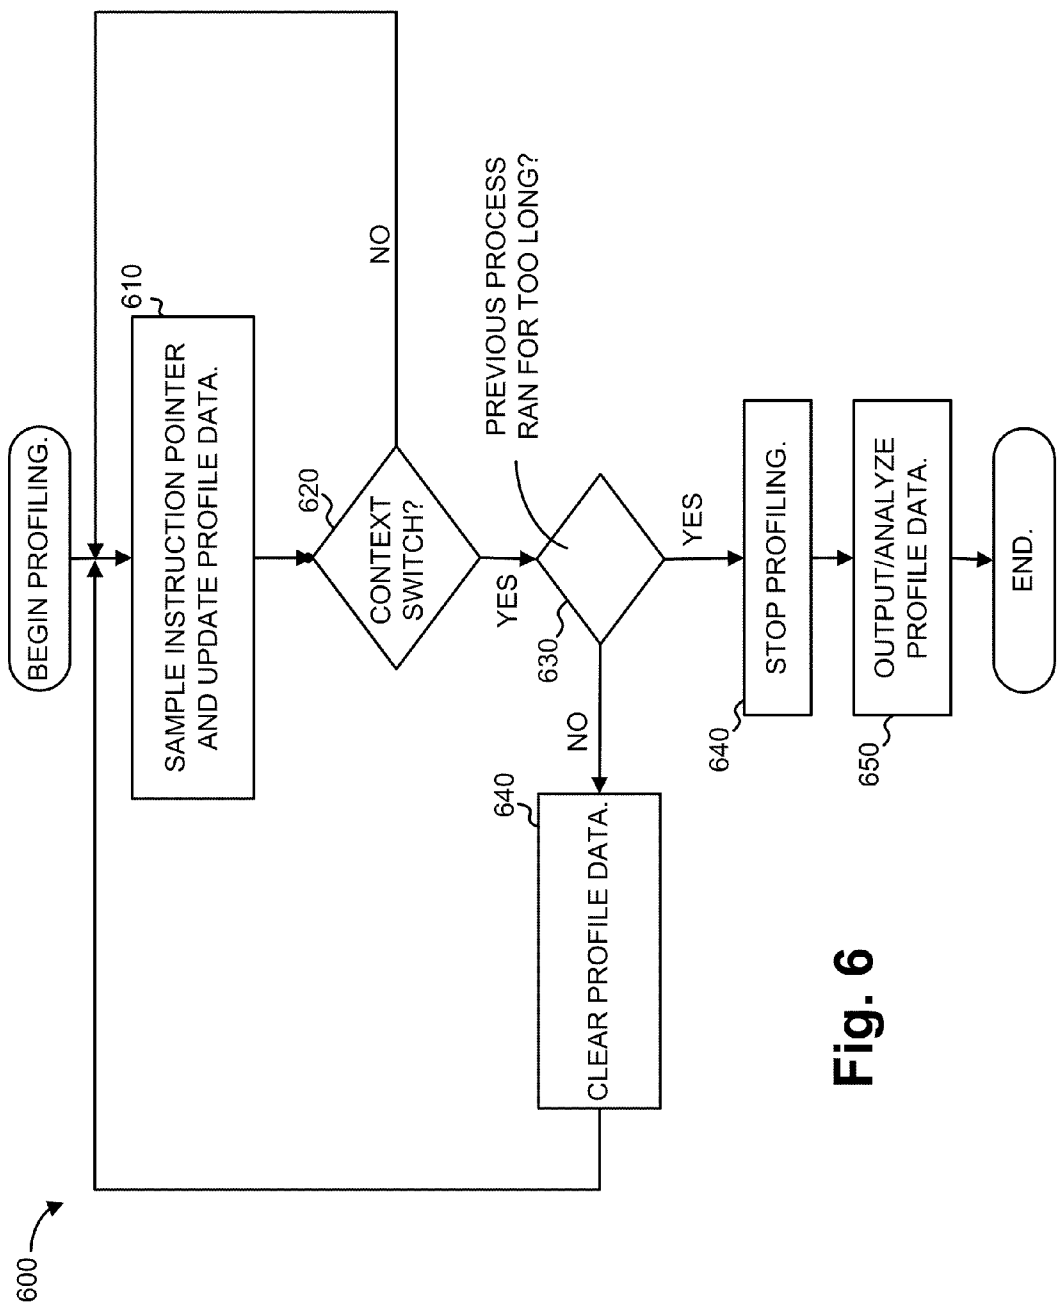 600
BEGIN PROFILING.
610
SAMPLE INSTRUCTION POINTER
AND UPDATE PROFILE DATA.
620
CONTEXT
SWITCH?
NO
YES
PREVIOUS PROCESS
RAN FOR TOO LONG?
630
NO
YES
640
CLEAR PROFILE DATA.
640
STOP PROFILING.
650
OUTPUT/ANALYZE
PROFILE DATA.
END.
Fig. 6